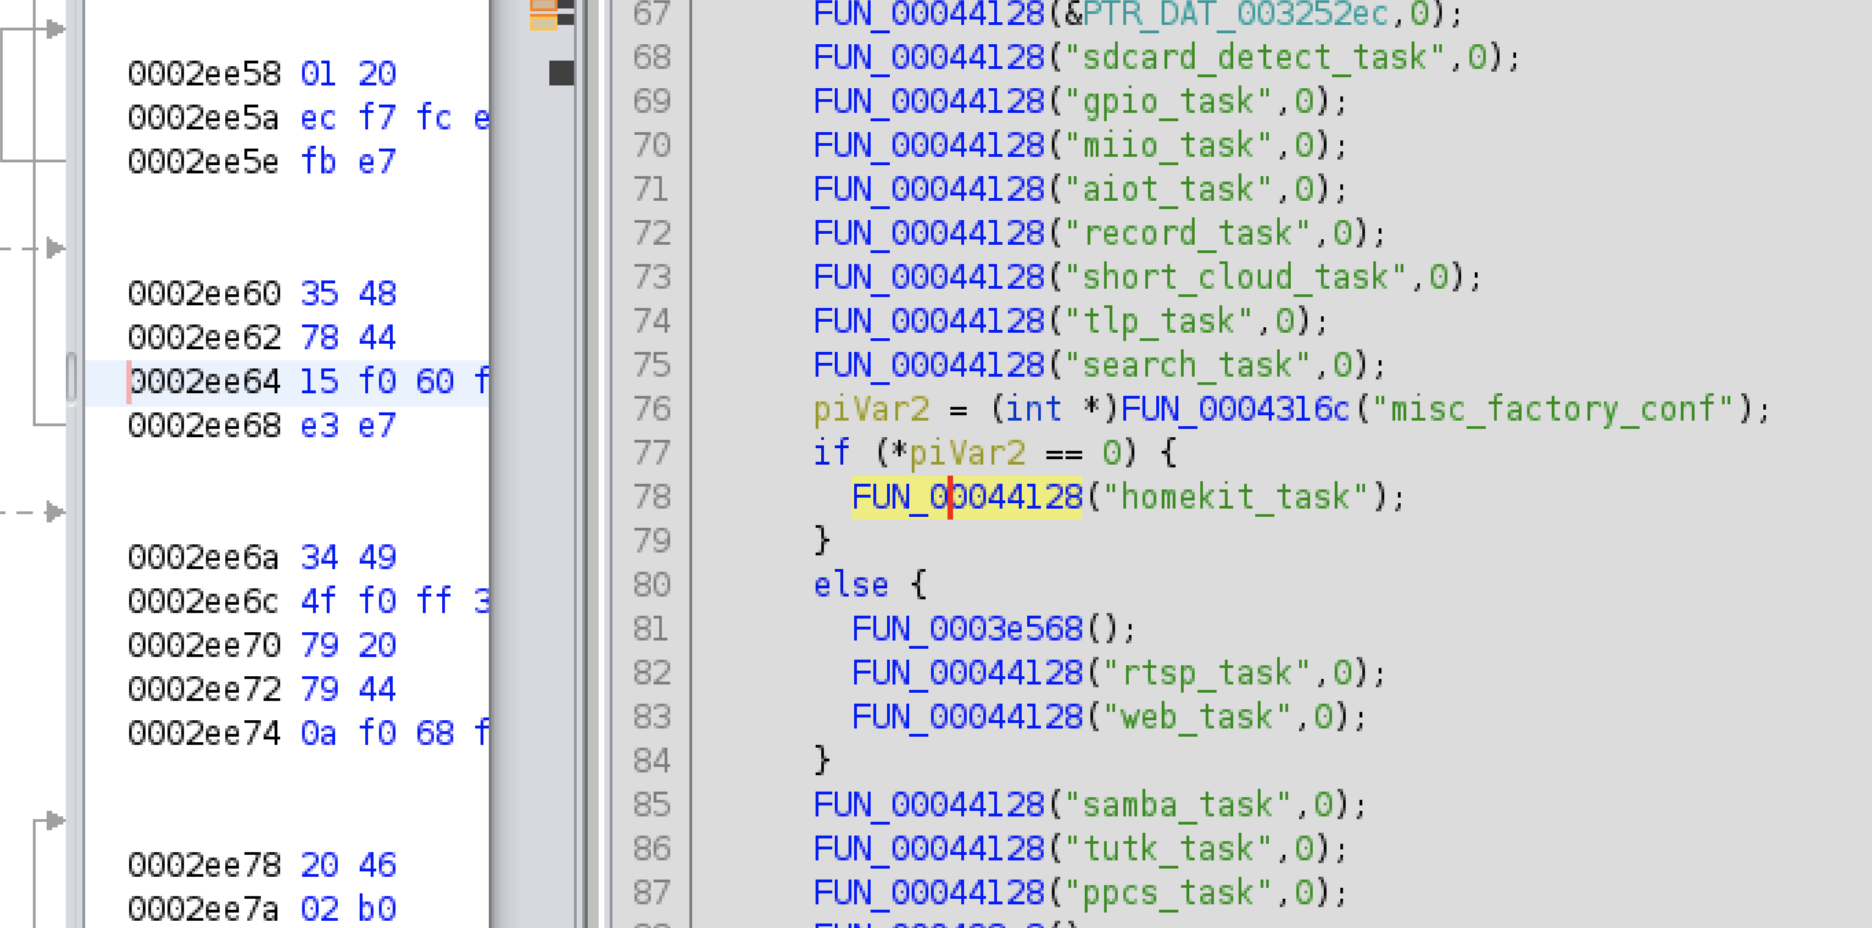 0002ee58 01 20
0002ee5a ec f7 fc e
0002ee5e fb e7
0002ee60 35 48
0002ee62 78 44
0002ee64 15 f0 60 f
0002ee68 e3 e7
0002ee6a 34 49
0002ee6c 4f f0 ff 3
0002ee70 79 20
0002ee72 79 44
0002ee74 0a f0 68 f
0002ee78 20 46
0002ee7a 02 b0
67 FUN_00044128(&PTR_DAT_003252ec,0);
68 FUN_00044128("sdcard_detect_task",0);
69 FUN_00044128("gpio_task",0);
70 FUN_00044128("miio_task",0);
71 FUN_00044128("aiot_task",0);
72 FUN_00044128("record_task",0);
73 FUN_00044128("short_cloud_task",0);
74 FUN_00044128("tlp_task",0);
75 FUN_00044128("search_task",0);
76 piVar2 = (int *)FUN_0004316c("misc_factory_conf");
77 if (*piVar2 == 0) {
78 FUN_00044128("homekit_task");
79 }
80 else {
81 FUN_0003e568();
82 FUN_00044128("rtsp_task",0);
83 FUN_00044128("web_task",0);
84 }
85 FUN_00044128("samba_task",0);
86 FUN_00044128("tutk_task",0);
87 FUN_00044128("ppcs_task",0);